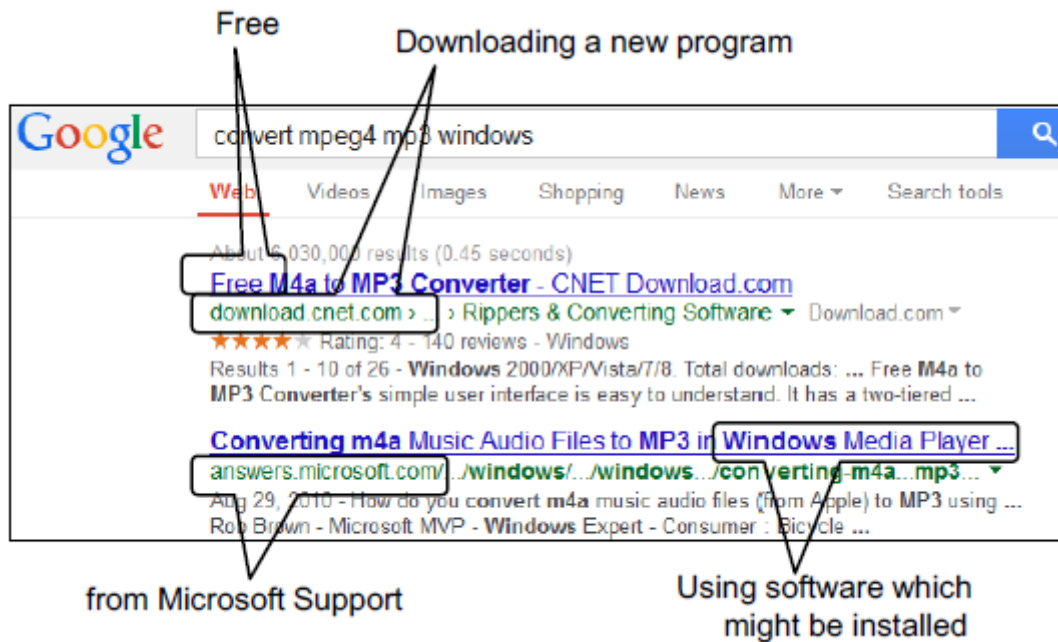 Free
Downloading a new program
Google
convert mpeg4 mp3 windows
Web Videos Images Shopping News More Search tools
About 6,030,000 results (0.45 seconds)
Free M4a to MP3 Converter - CNET Download.com
download.cnet.com › ... › Rippers & Converting Software Download.com
Rating: 4 - 140 reviews - Windows
Results 1 - 10 of 26 - Windows 2000/XP/Vista/7/8. Total downloads: ... Free M4a to
MP3 Converter's simple user interface is easy to understand. It has a two-tiered ...
Converting m4a Music Audio Files to MP3 in Windows Media Player ...
answers.microsoft.com/.../windows/.../windows.../converting-m4a...mp3...
Aug 29, 2010 - How do you convert m4a music audio files (from Apple) to MP3 using ...
Rob Brown - Microsoft MVP - Windows Expert - Consumer : Bicycle ...
from Microsoft Support
Using software which
might be installed